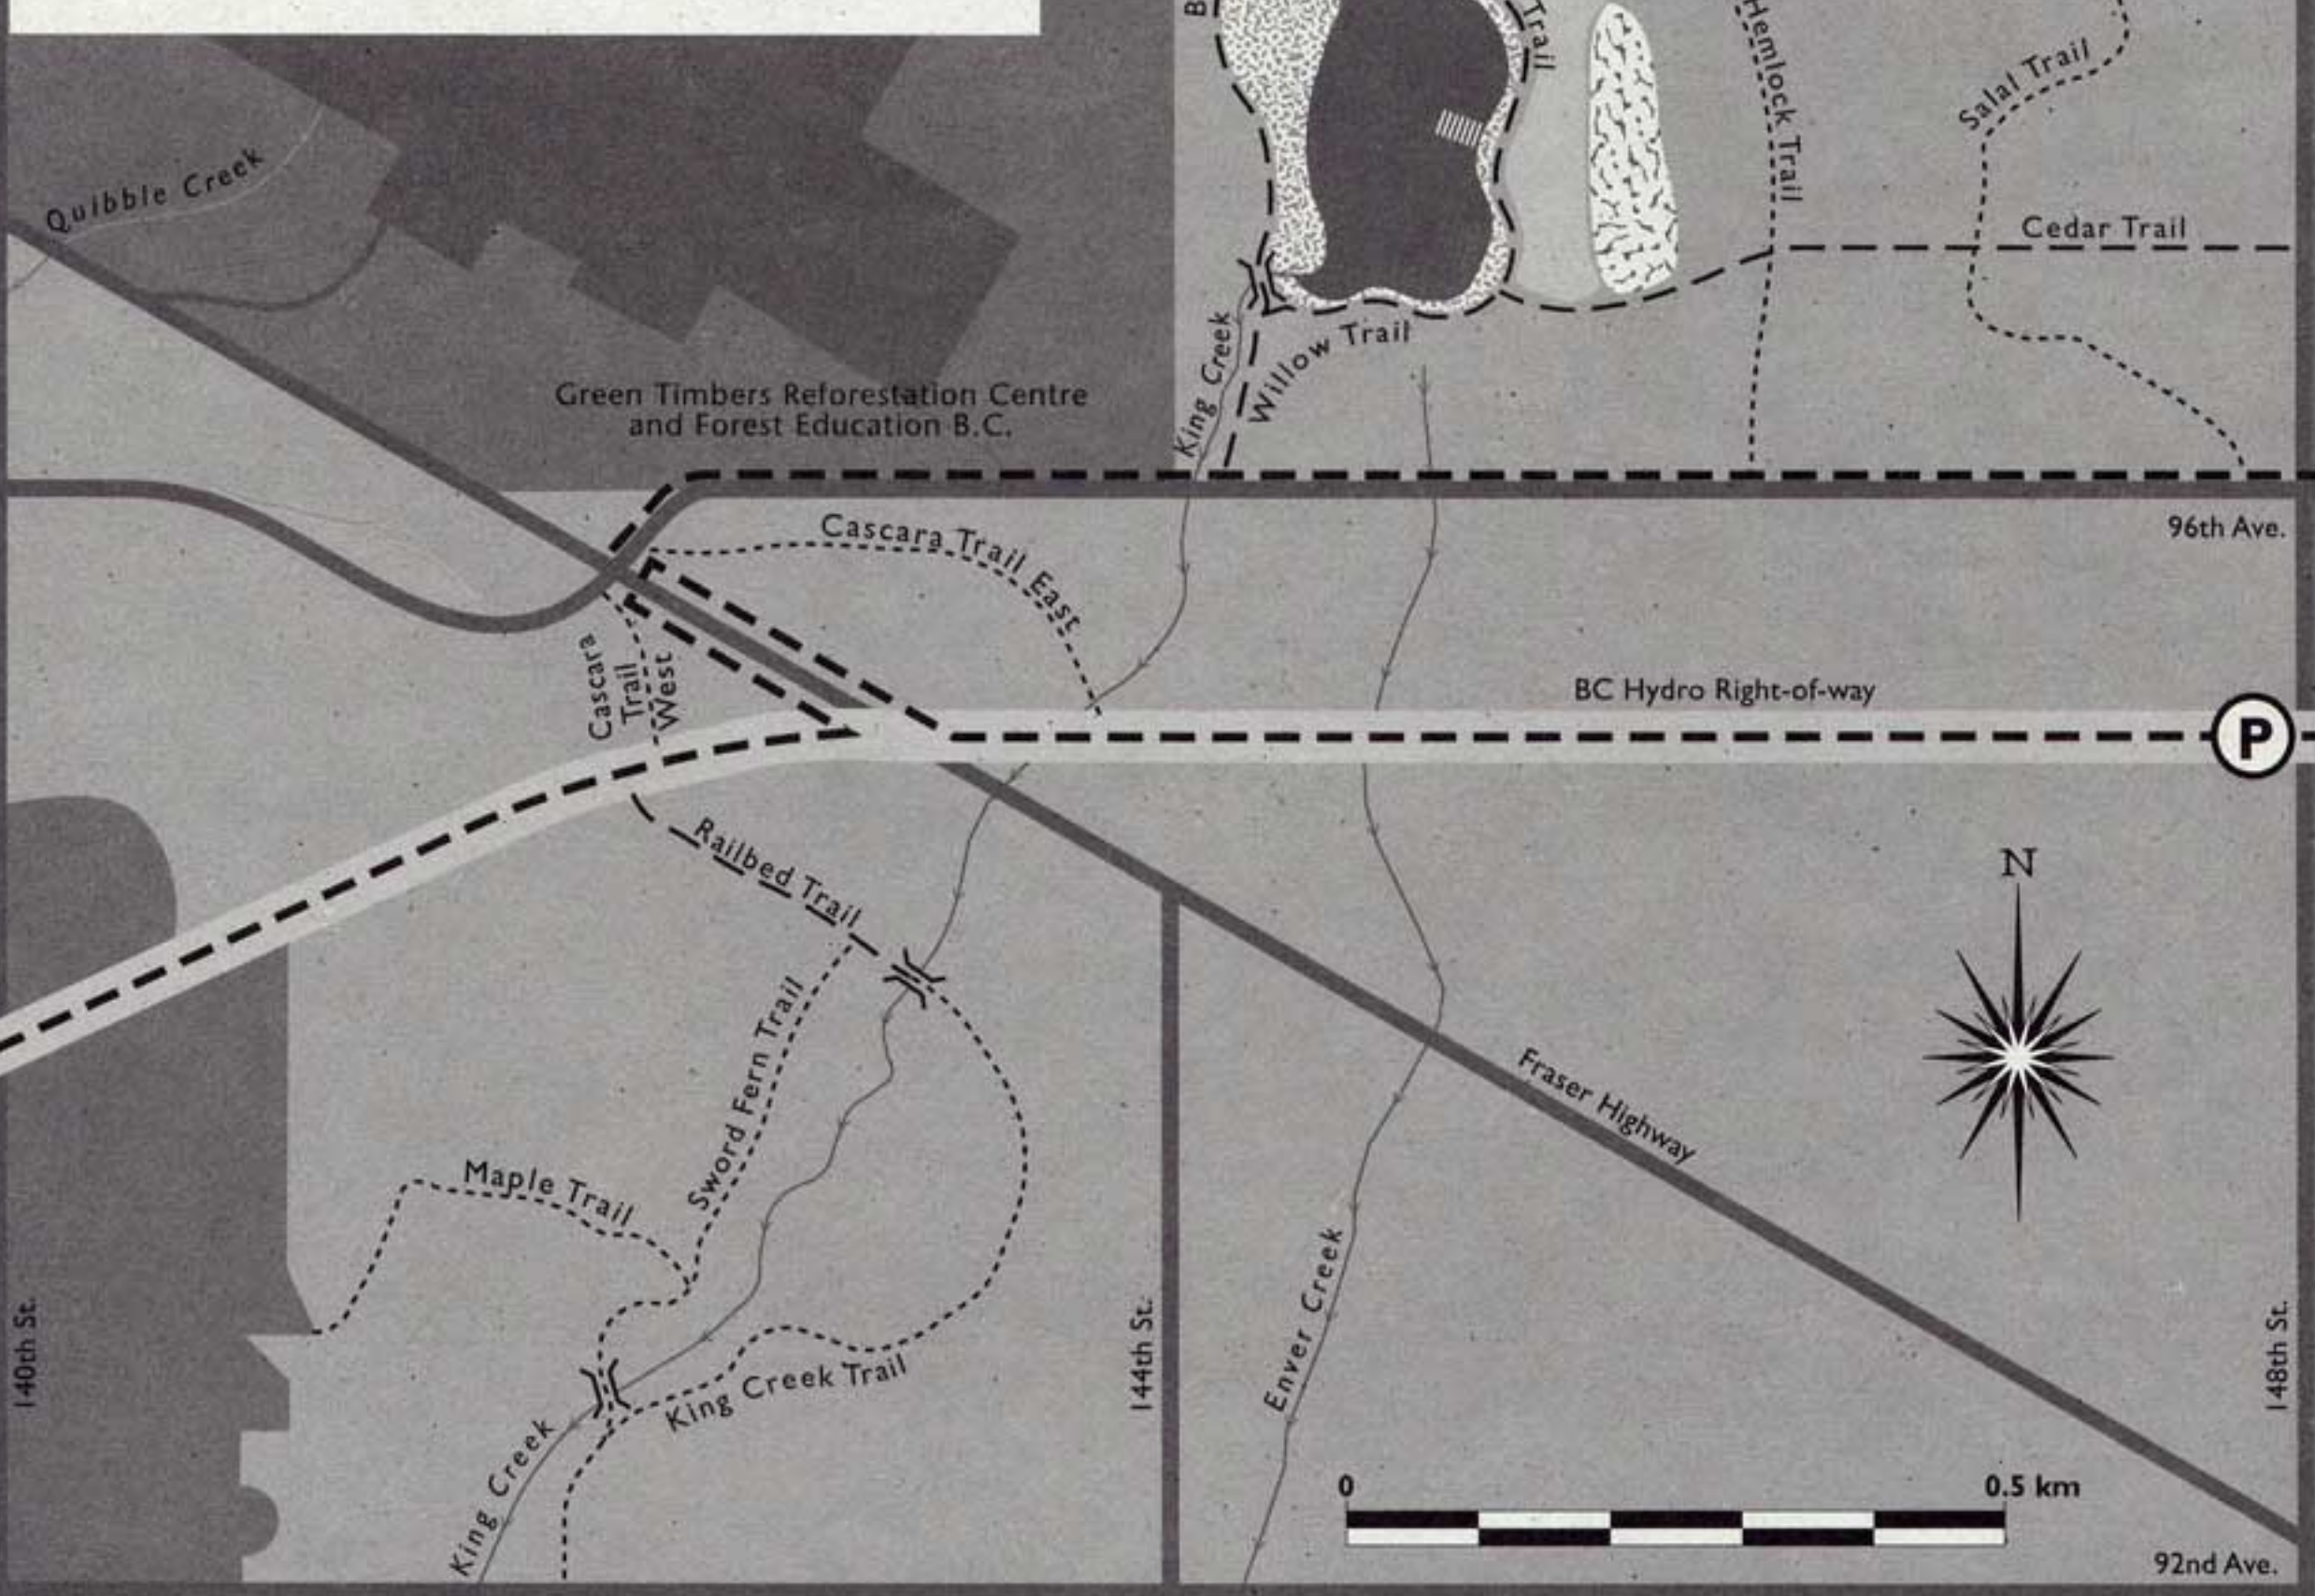 B
Trail
Hemlock Trail
Salal Trail
Quibble Creek
Cedar Trail
King Creek
Willow Trail
Green Timbers Reforestation Centre
and Forest Education B.C.
96th Ave.
Cascara Trail East
Cascara
Trail
West
BC Hydro Right-of-way
P
Railbed Trail
N
Sword Fern Trail
Fraser Highway
Maple Trail
Enver Creek
140th St.
144th St.
148th St.
King Creek Trail
King Creek
0
0.5 km
92nd Ave.